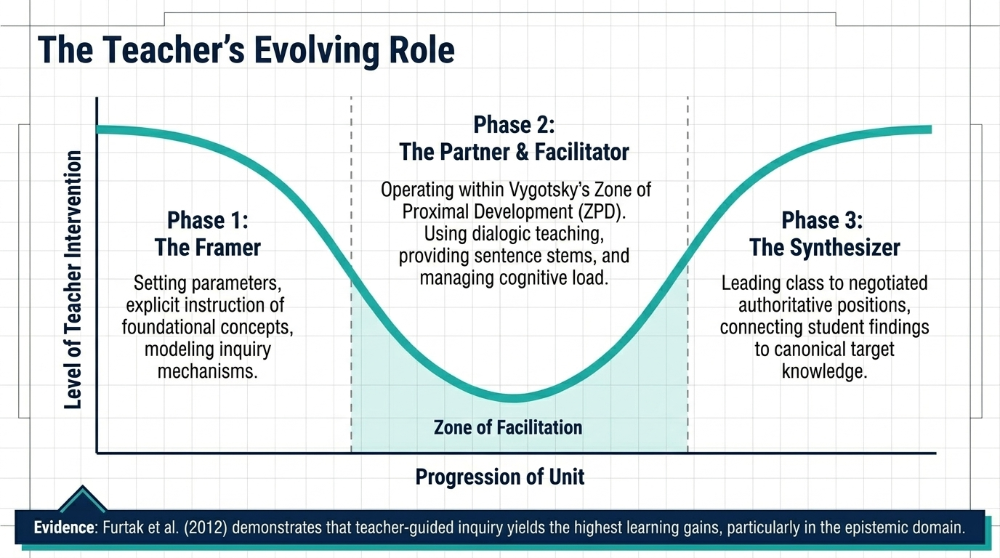 The Teacher’s Evolving Role
Level of Teacher Intervention
Phase 1:
The Framer
Setting parameters,
explicit instruction of
foundational concepts,
modeling inquiry
mechanisms.
Phase 2:
The Partner & Facilitator
Operating within Vygotsky’s Zone of
Proximal Development (ZPD).
Using dialogic teaching,
providing sentence stems, and
managing cognitive load.
Zone of Facilitation
Phase 3:
The Synthesizer
Leading class to negotiated
authoritative positions,
connecting student findings
to canonical target
knowledge.
Progression of Unit
Evidence: Furtak et al. (2012) demonstrates that teacher-guided inquiry yields the highest learning gains, particularly in the epistemic domain.